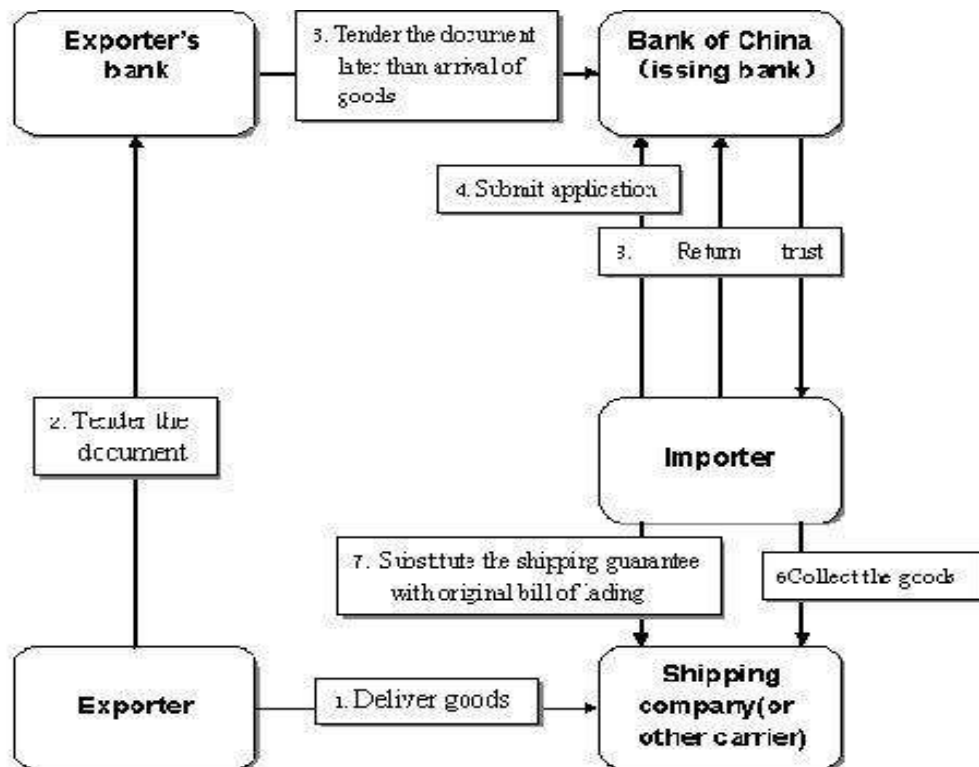 Exporter's
bank
3. Tender the document
later than arrival of
goods
Bank of China
(issing bank)
4. Submit application
3. Return trust
2. Tender the
document
Importer
7. Substitute the shipping guarantee
with original bill of lading
6Collect the goods
Exporter
1. Deliver goods
Shipping
company(or
other carrier)